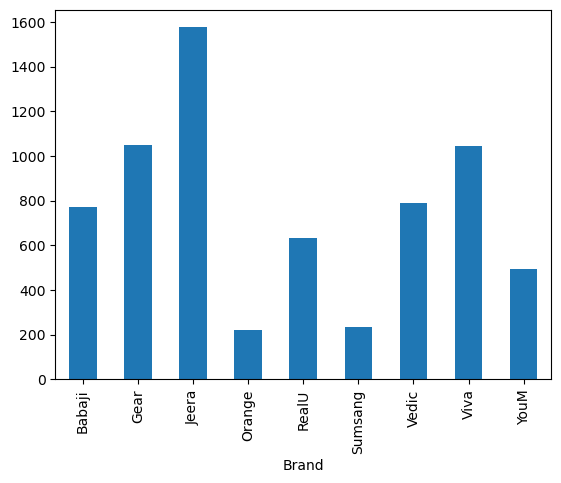 1600
1400
1200
1000
800
600
400
200
0
Babaji
Gear
Jeera
Orange
RealU
Sumsang
Vedic
Viva
YouM
Brand